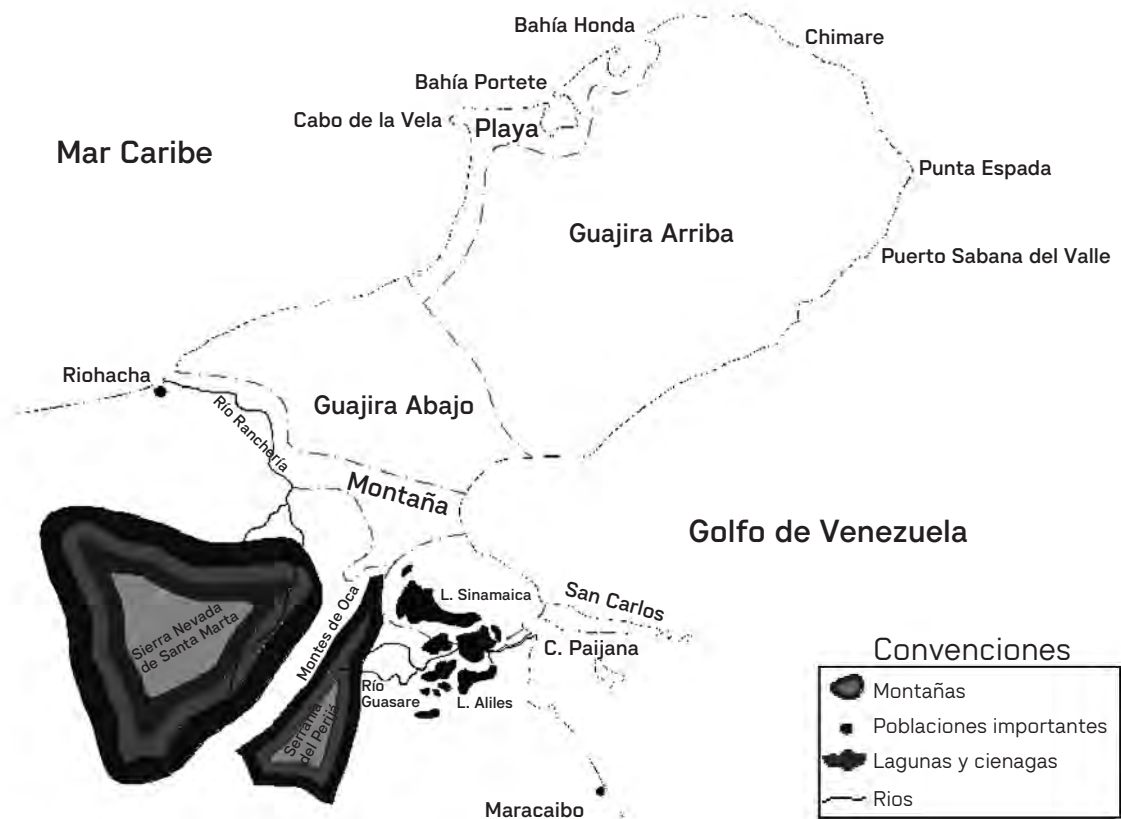 Bahía Honda
Chimare
Bahía Portete
Cabo de la Vela
Playa
Mar Caribe
Punta Espada
Guajira Arriba
Puerto Sabana del Valle
Riohacha
Guajira Abajo
Río Ranchería
Montaña
Golfo de Venezuela
L. Sinamaica
San Carlos
Sierra Nevada
de Santa Marta
Montes de Oca
C. Paijana
Río
Guasare
L. Aliles
Serranía
del Perijá
Maracaibo
Convenciones
Montañas
Poblaciones importantes
Lagunas y cienagas
Rios